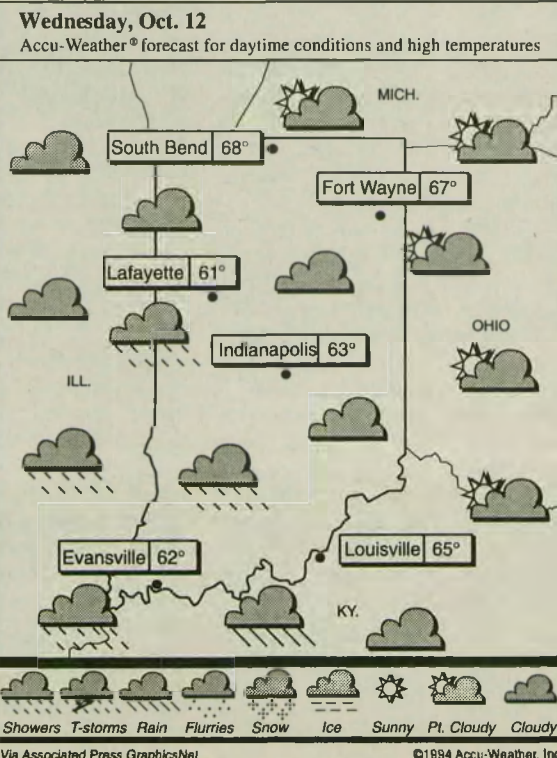 Wednesday, Oct. 12
Accu-Weather® forecast for daytime conditions and high temperatures
MICH.
South Bend 68°
Fort Wayne 67°
Lafayette 61°
OHIO
Indianapolis 63°
ILL.
Evansville 62°
Louisville 65°
KY.
Showers T-storms Rain Flurries Snow Ice Sunny Pt. Cloudy Cloudy
Via Associated Press GraphicsNet
©1994 Accu-Weather, Inc